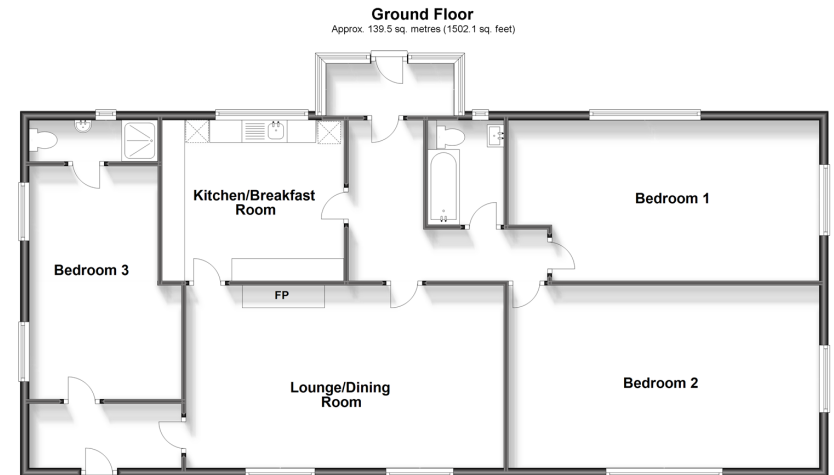 Ground Floor
Approx. 139.5 sq. metres (1502.1 sq. feet)
Kitchen/Breakfast
Room
Bedroom 1
Bedroom 3
FP
Lounge/Dining
Room
Bedroom 2